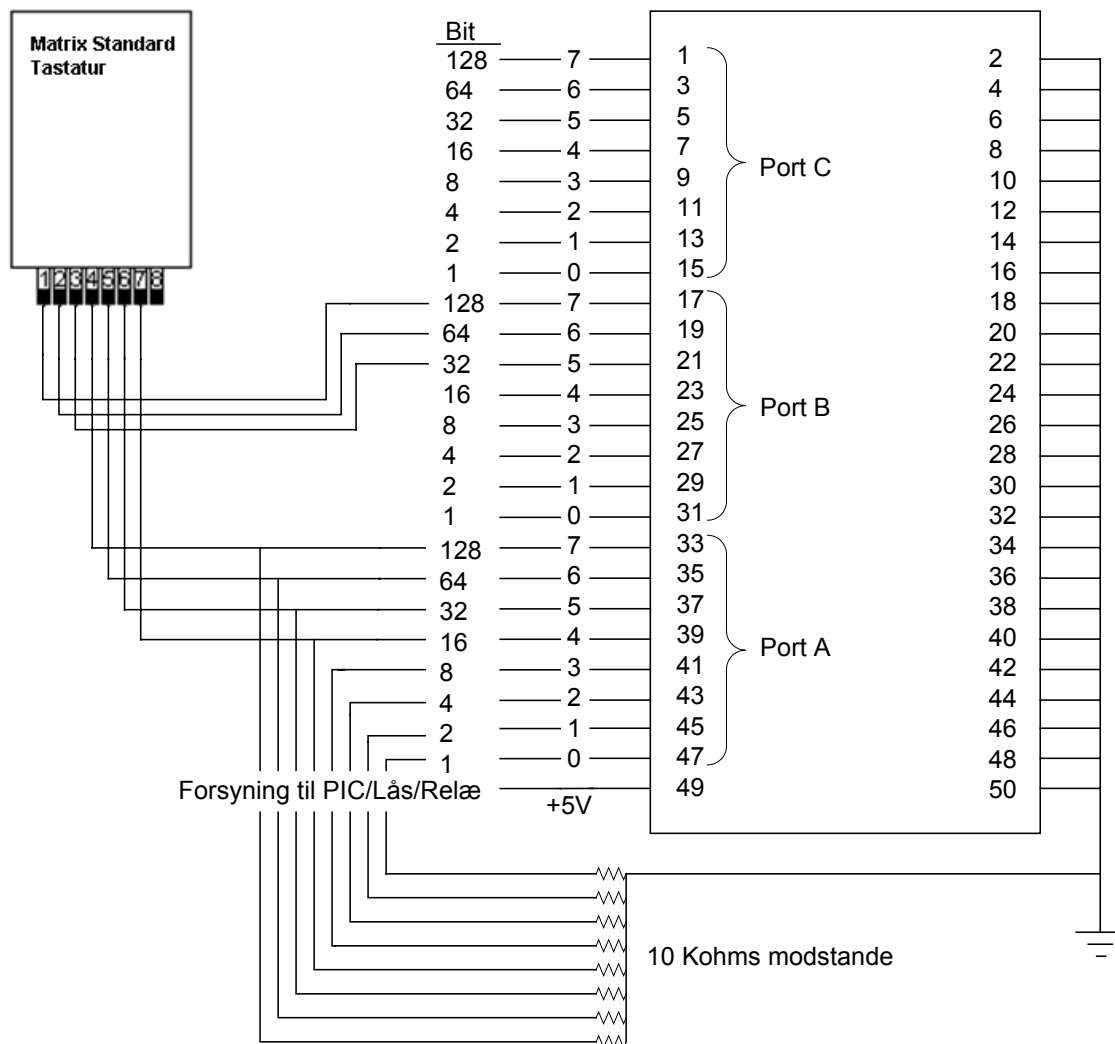 Matrix Standard
Tastatur
1 2 3 4 5 6 7 8
Bit
128 7 1 2
64 6 3 4
32 5 5 6
16 4 7 8
Port C
8 3 9 10
4 2 11 12
2 1 13 14
1 0 15 16
128 7 17 18
64 6 19 20
32 5 21 22
16 4 23 24
Port B
8 3 25 26
4 2 27 28
2 1 29 30
1 0 31 32
128 7 33 34
64 6 35 36
32 5 37 38
16 4 39 40
Port A
8 3 41 42
4 2 43 44
2 1 45 46
1 0 47 48
Forsyning til PIC/Lås/Relæ +5V 49 50
10 Kohms modstande